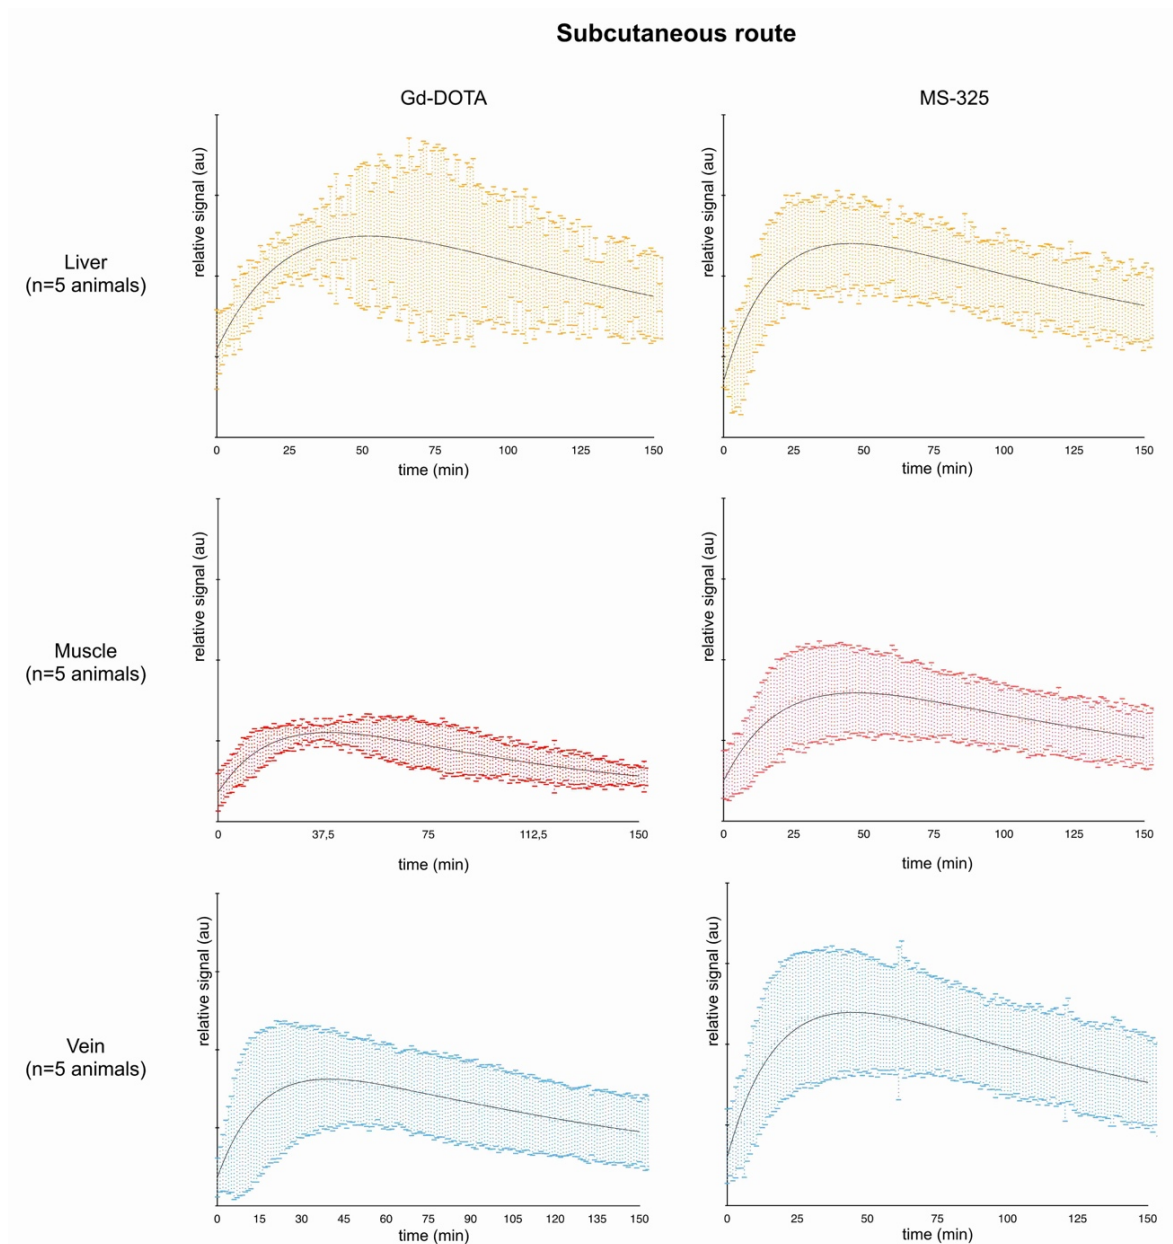 Subcutaneous route
Gd-DOTA
MS-325
Liver
(n=5 animals)
relative signal (au)
0 25 50 75 100 125 150
time (min)
relative signal (au)
0 25 50 75 100 125 150
time (min)
Muscle
(n=5 animals)
relative signal (au)
0 37,5 75 112,5 150
time (min)
relative signal (au)
0 25 50 75 100 125 150
time (min)
Vein
(n=5 animals)
relative signal (au)
0 15 30 45 60 75 90 105 120 135 150
time (min)
relative signal (au)
0 25 50 75 100 125 150
time (min)